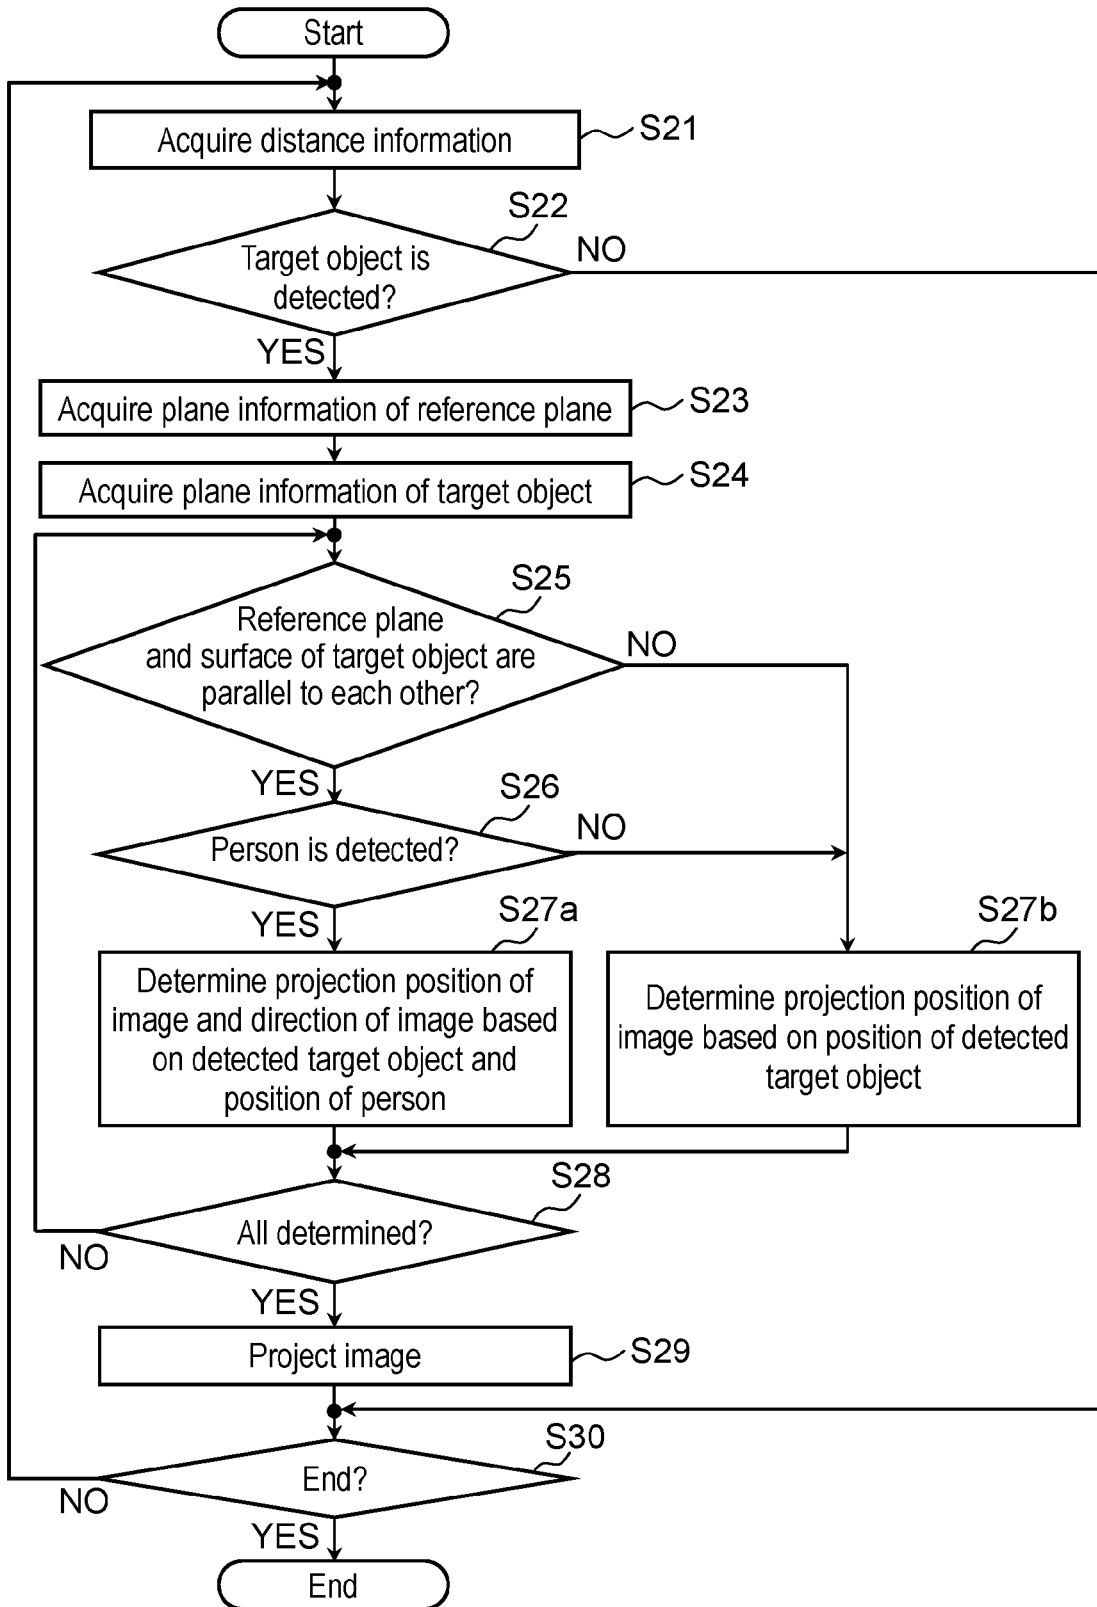 Start
Acquire distance information
S21
S22
Target object is
detected?
NO
YES
Acquire plane information of reference plane
S23
Acquire plane information of target object
S24
S25
Reference plane
and surface of target object are
parallel to each other?
NO
YES
S26
Person is detected?
NO
YES
S27a
Determine projection position of
image and direction of image based
on detected target object and
position of person
S27b
Determine projection position of
image based on position of detected
target object
S28
All determined?
NO
YES
Project image
S29
S30
End?
NO
YES
End